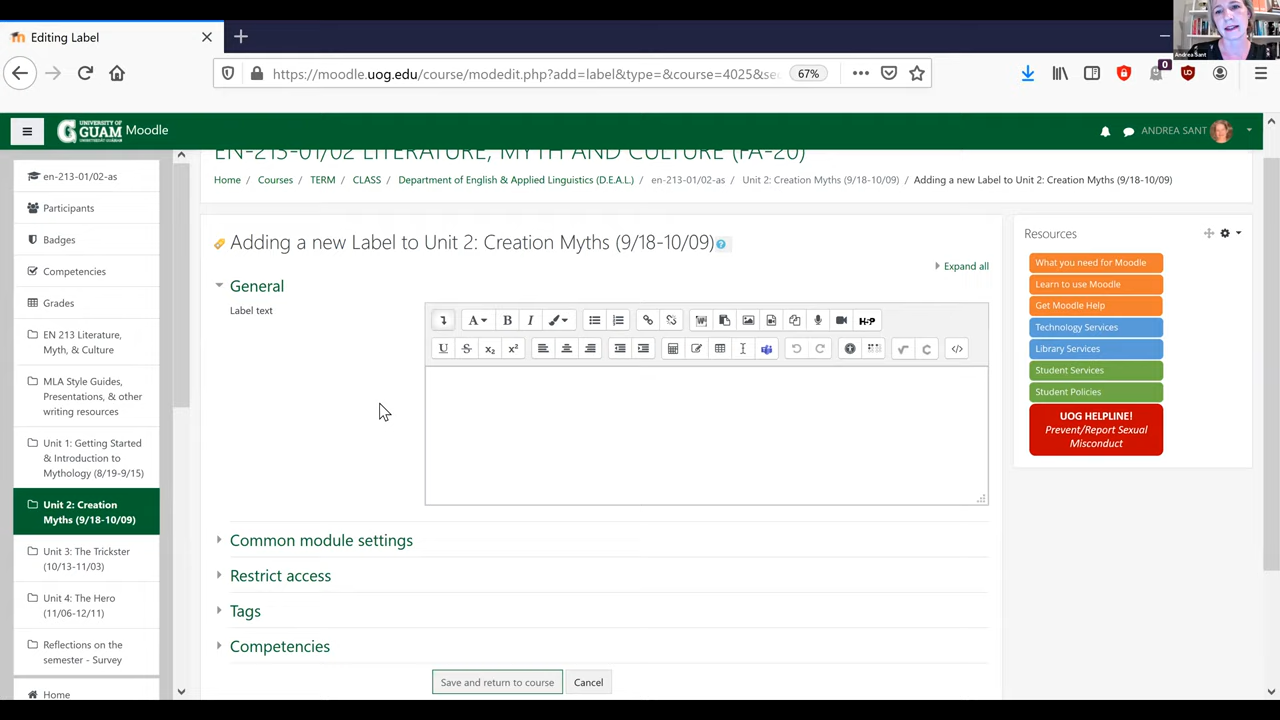 Editing Label
Andrea Sant
https://moodle.uog.edu/course/modedit.php?add=label&type=&course=4025&se
67%
0
UNIVERSITY OF
GUAM
Moodle
ANDREA SANT
EN-213-01/02 LITERATURE, MYTH AND CULTURE (FA-20)
Home / Courses / TERM / CLASS / Department of English & Applied Linguistics (D.E.A.L.) / en-213-01/02-as / Unit 2: Creation Myths (9/18-10/09) / Adding a new Label to Unit 2: Creation Myths (9/18-10/09)
en-213-01/02-as
Participants
Badges
Competencies
Grades
EN 213 Literature,
Myth, & Culture
MLA Style Guides,
Presentations, & other
writing resources
Unit 1: Getting Started
& Introduction to
Mythology (8/19-9/15)
Unit 2: Creation
Myths (9/18-10/09)
Unit 3: The Trickster
(10/13-11/03)
Unit 4: The Hero
(11/06-12/11)
Reflections on the
semester - Survey
Home
Adding a new Label to Unit 2: Creation Myths (9/18-10/09)
Expand all
General
Label text
A B I H-P
U S x₂ x²
Common module settings
Restrict access
Tags
Competencies
Save and return to course Cancel
Resources
What you need for Moodle
Learn to use Moodle
Get Moodle Help
Technology Services
Library Services
Student Services
Student Policies
UOG HELPLINE!
Prevent/Report Sexual
Misconduct